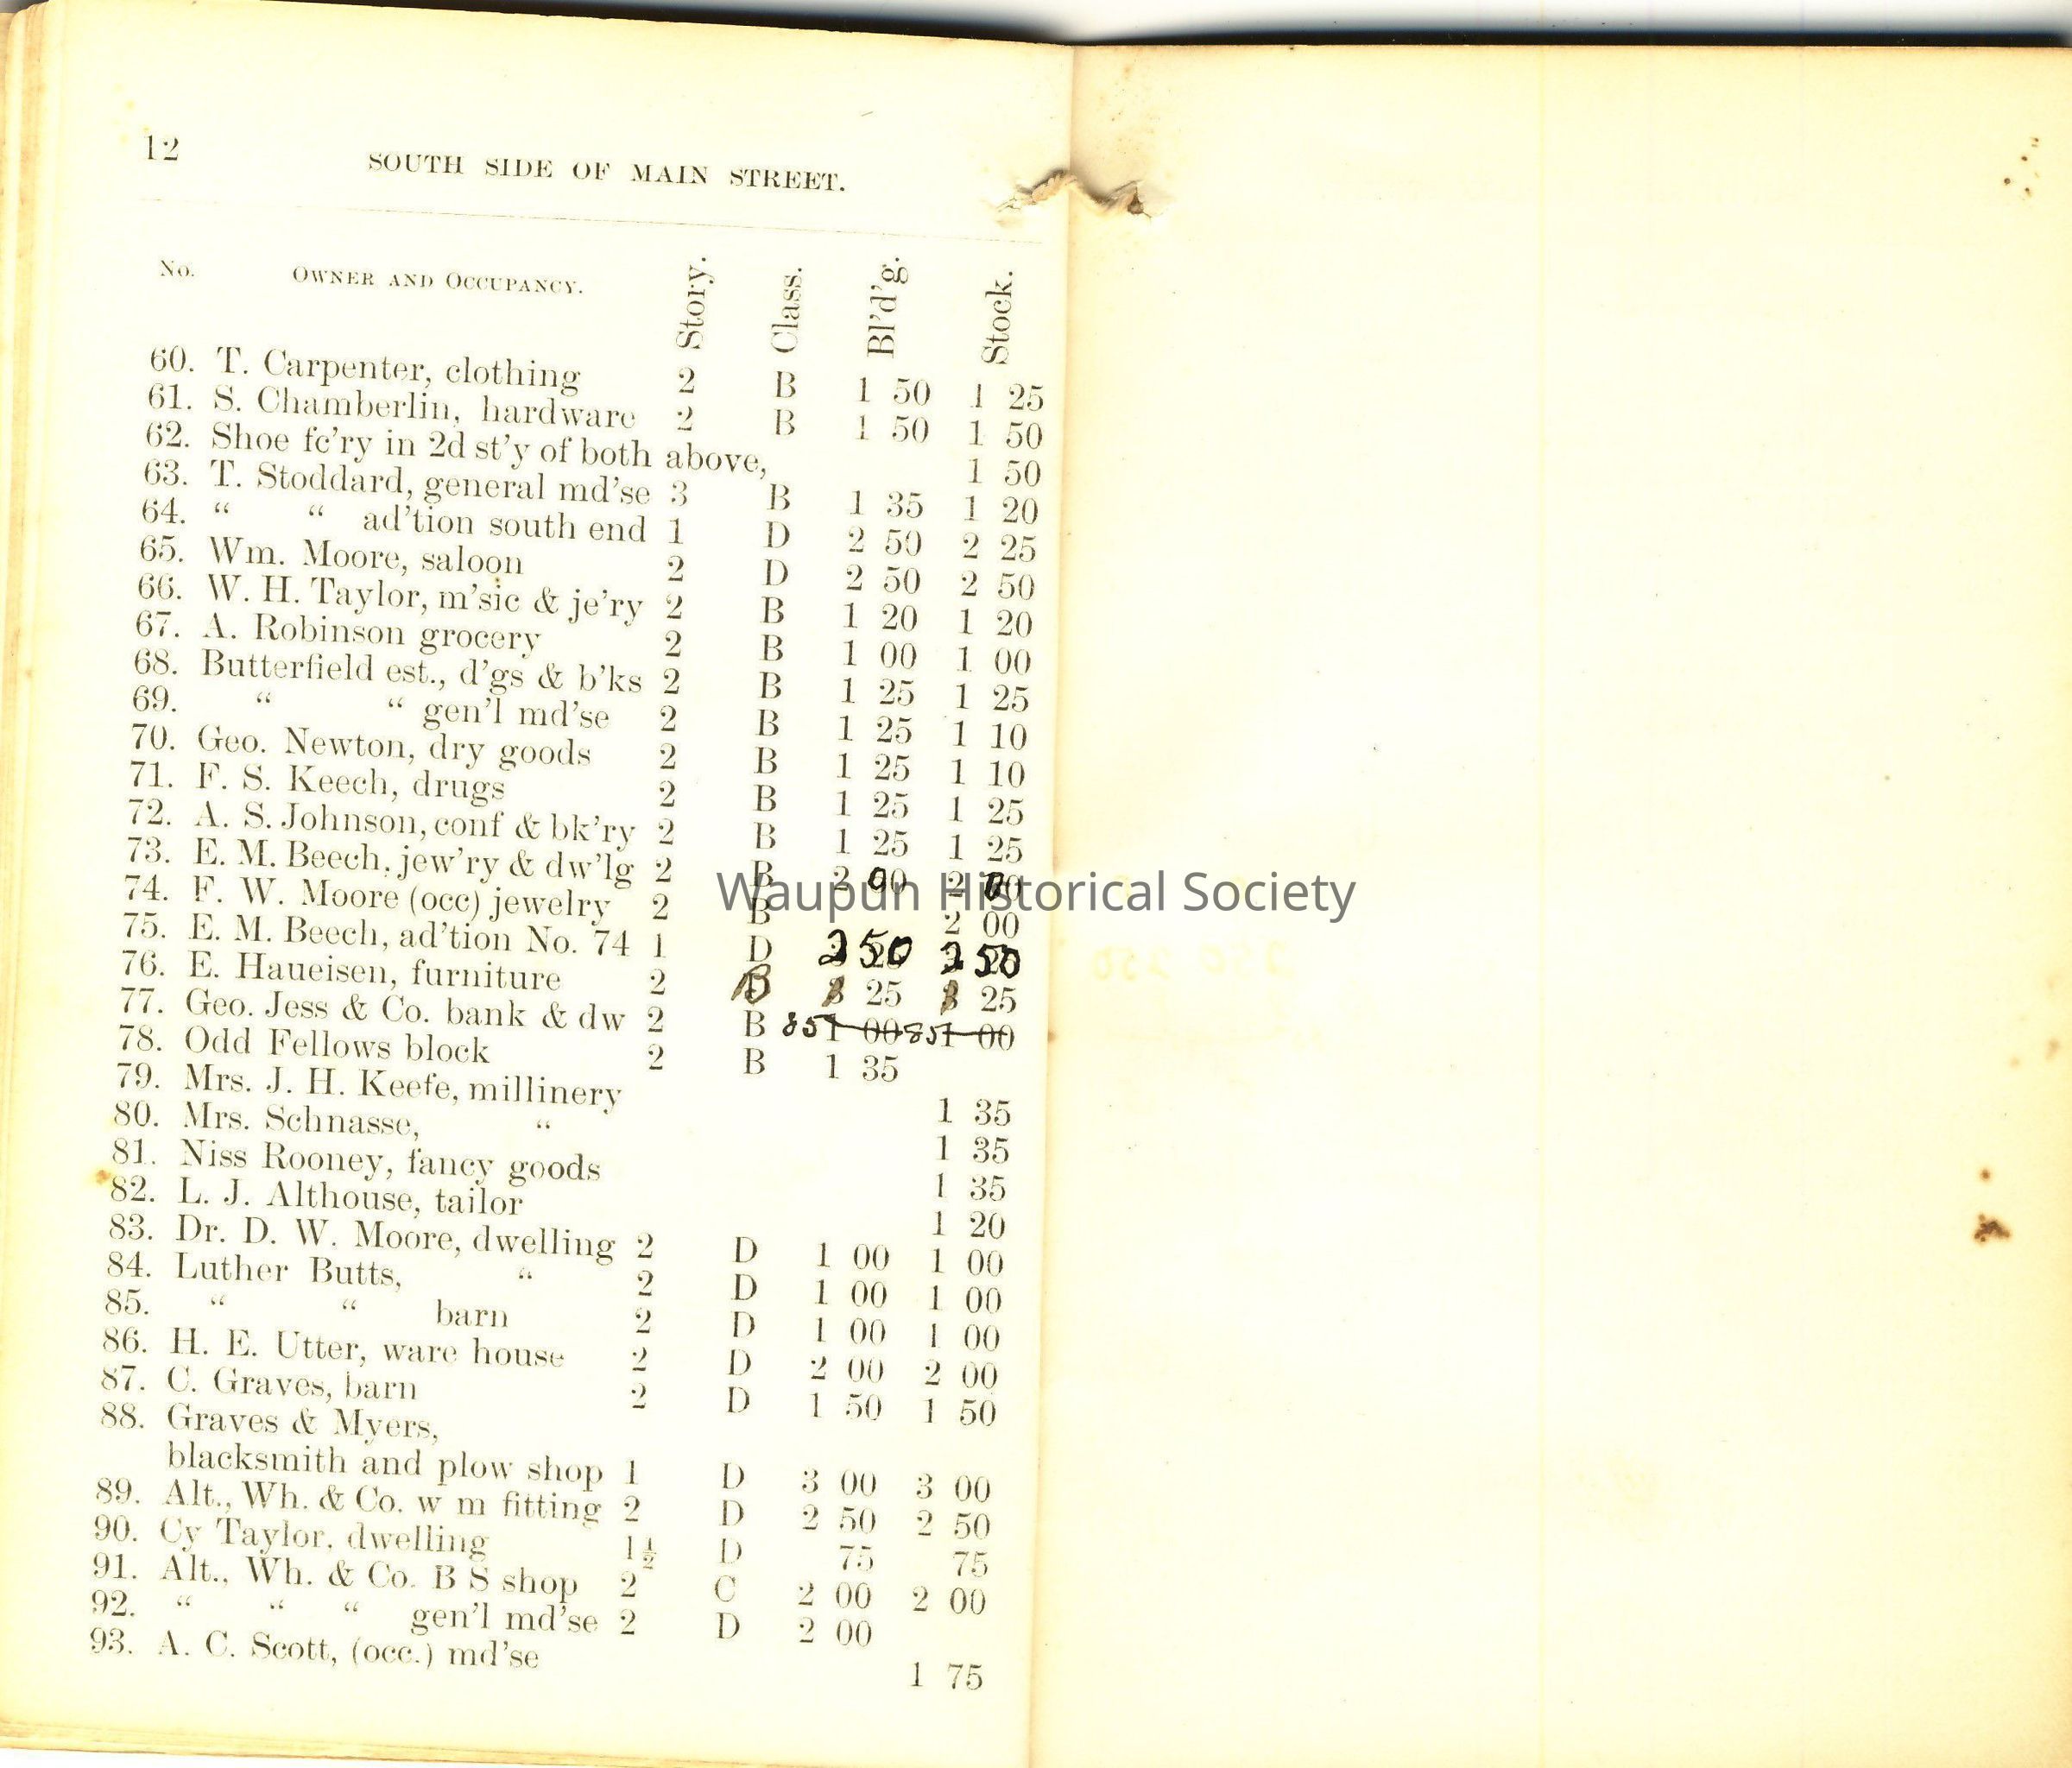 12
SOUTH SIDE OF MAIN STREET.
No. OWNER AND OCCUPANCY. Story. Class. Bl'd'g. Stock.
60. T. Carpenter, clothing 2 B 1 50 1 25
61. S. Chamberlin, hardware 2 B 1 50 1 50
62. Shoe fc'ry in 2d st'y of both above, 1 50
63. T. Stoddard, general md'se 3 B 1 35 1 20
64. “ “ ad'tion south end 1 D 2 50 2 25
65. Wm. Moore, saloon 2 D 2 50 2 50
66. W. H. Taylor, m'sic & je'ry 2 B 1 20 1 20
67. A. Robinson grocery 2 B 1 00 1 00
68. Butterfield est., d'gs & b'ks 2 B 1 25 1 25
69. “ “ gen'l md'se 2 B 1 25 1 10
70. Geo. Newton, dry goods 2 B 1 25 1 10
71. F. S. Keech, drugs 2 B 1 25 1 25
72. A. S. Johnson, conf & bk'ry 2 B 1 25 1 25
73. E. M. Beech, jew'ry & dw'lg 2 B 2 00 2 00
Waupun Historical Society
74. F. W. Moore (occ) jewelry 2 B 2 00
75. E. M. Beech, ad'tion No. 74 1 D 2 50 2 50
76. E. Haueisen, furniture 2 B 25 25
77. Geo. Jess & Co. bank & dw 2 B 85 1 00 85 1 00
78. Odd Fellows block 2 B 1 35
79. Mrs. J. H. Keefe, millinery 1 35
80. Mrs. Schnasse, “ 1 35
81. Niss Rooney, fancy goods 1 35
82. L. J. Althouse, tailor 1 20
83. Dr. D. W. Moore, dwelling 2 D 1 00 1 00
84. Luther Butts, “ 2 D 1 00 1 00
85. “ “ barn 2 D 1 00 1 00
86. H. E. Utter, ware house 2 D 2 00 2 00
87. C. Graves, barn 2 D 1 50 1 50
88. Graves & Myers,
blacksmith and plow shop 1 D 3 00 3 00
89. Alt., Wh. & Co. w m fitting 2 D 2 50 2 50
90. Cy Taylor, dwelling 1½ D 75 75
91. Alt., Wh. & Co. B S shop 2 C 2 00 2 00
92. “ “ “ gen'l md'se 2 D 2 00
93. A. C. Scott, (occ.) md'se 1 75